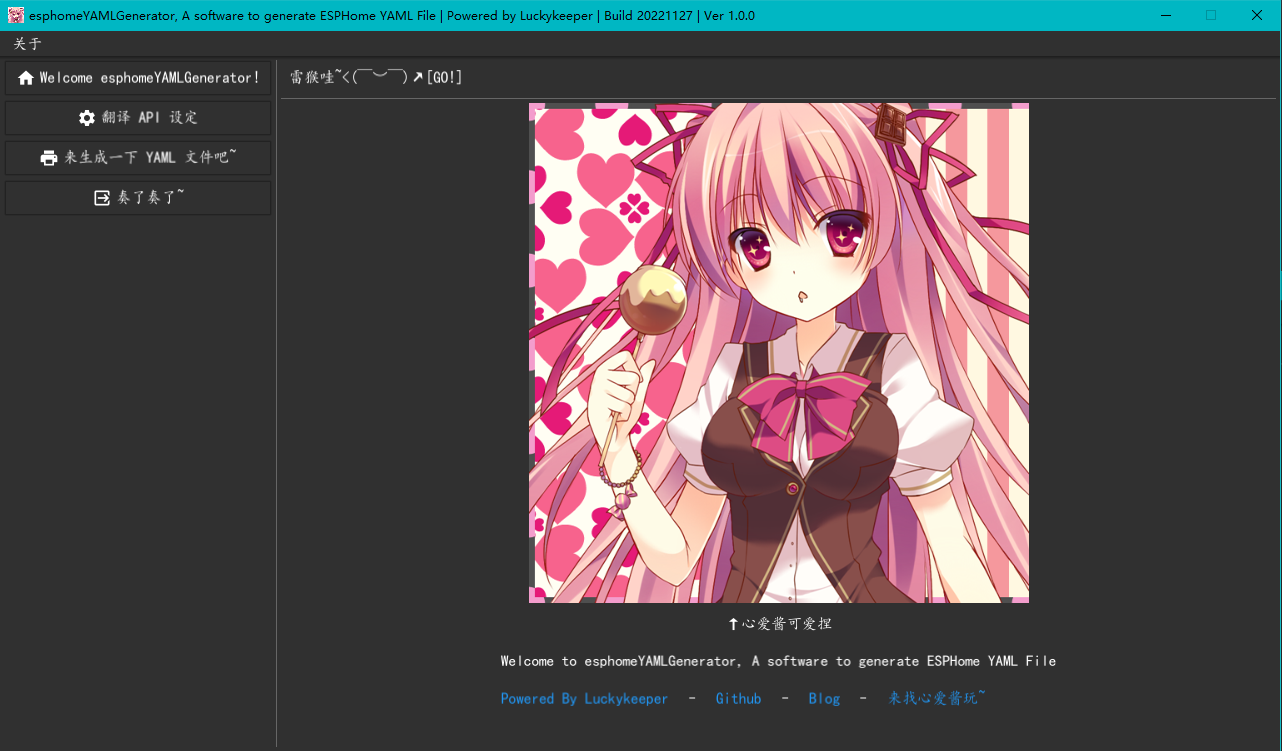 esphomeYAMLGenerator, A software to generate ESPHome YAML File | Powered by Luckykeeper | Build 20221127 | Ver 1.0.0
关于
Welcome esphomeYAMLGenerator!
翻译 API 设定
来生成一下 YAML 文件吧~
奏了奏了~
雷猴哇~<(￣︶￣)↗[GO!]
↑心爱酱可爱捏
Welcome to esphomeYAMLGenerator, A software to generate ESPHome YAML File
Powered By Luckykeeper - Github - Blog - 来找心爱酱玩~